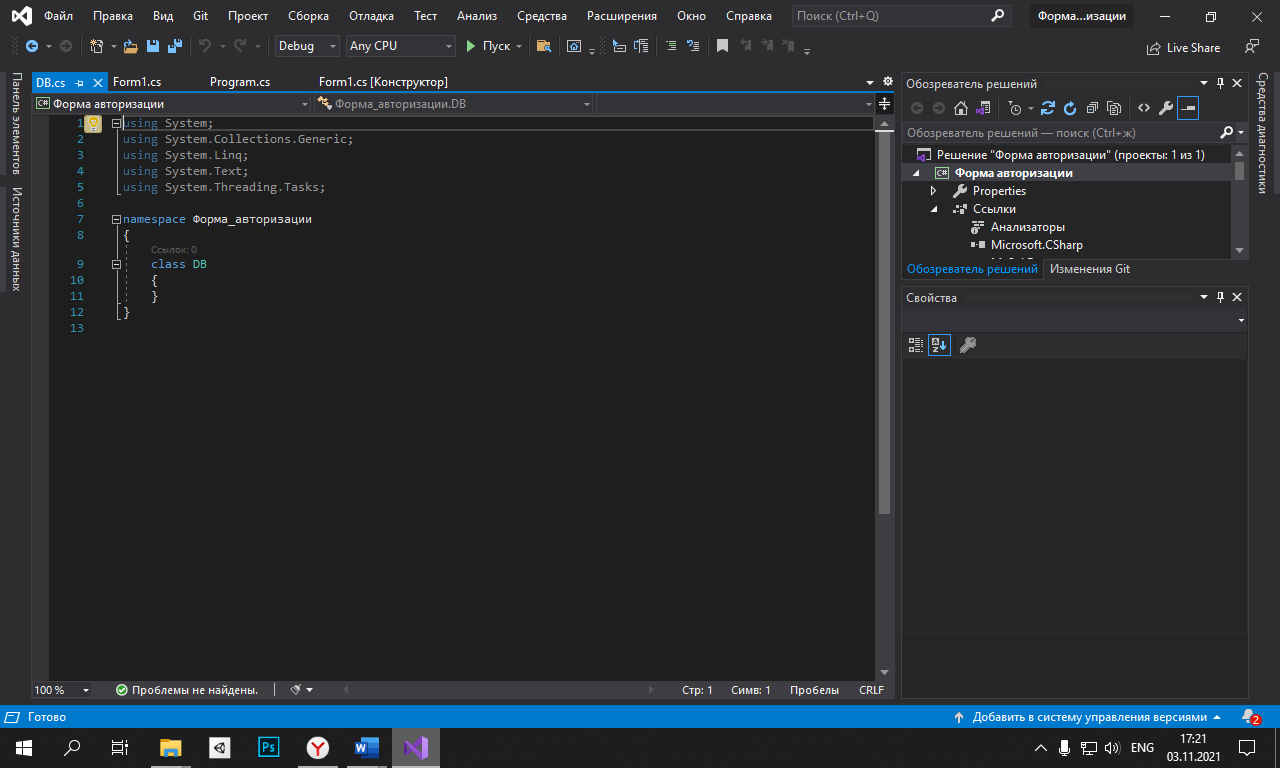 Файл Правка Вид Git Проект Сборка Отладка Тест Анализ Средства Расширения Окно Справка Поиск (Ctrl+Q) Форма...изации
Debug Any CPU Пуск Live Share
Панель элементов
Источники данных
DB.cs Form1.cs Program.cs Form1.cs [Конструктор]
C# Форма авторизации Форма_авторизации.DB
1 using System;
2 using System.Collections.Generic;
3 using System.Linq;
4 using System.Text;
5 using System.Threading.Tasks;
6
7 namespace Форма_авторизации
8 {
Ссылок: 0
9 class DB
10 {
11 }
12 }
13
100 % Проблемы не найдены. Стр: 1 Симв: 1 Пробелы CRLF
Обозреватель решений
Обозреватель решений — поиск (Ctrl+ж)
Решение "Форма авторизации" (проекты: 1 из 1)
C# Форма авторизации
Properties
Ссылки
Анализаторы
Microsoft.CSharp
Обозреватель решений Изменения Git
Свойства
Средства диагностики
Готово Добавить в систему управления версиями 2
Ps Y W ENG 17:21
03.11.2021